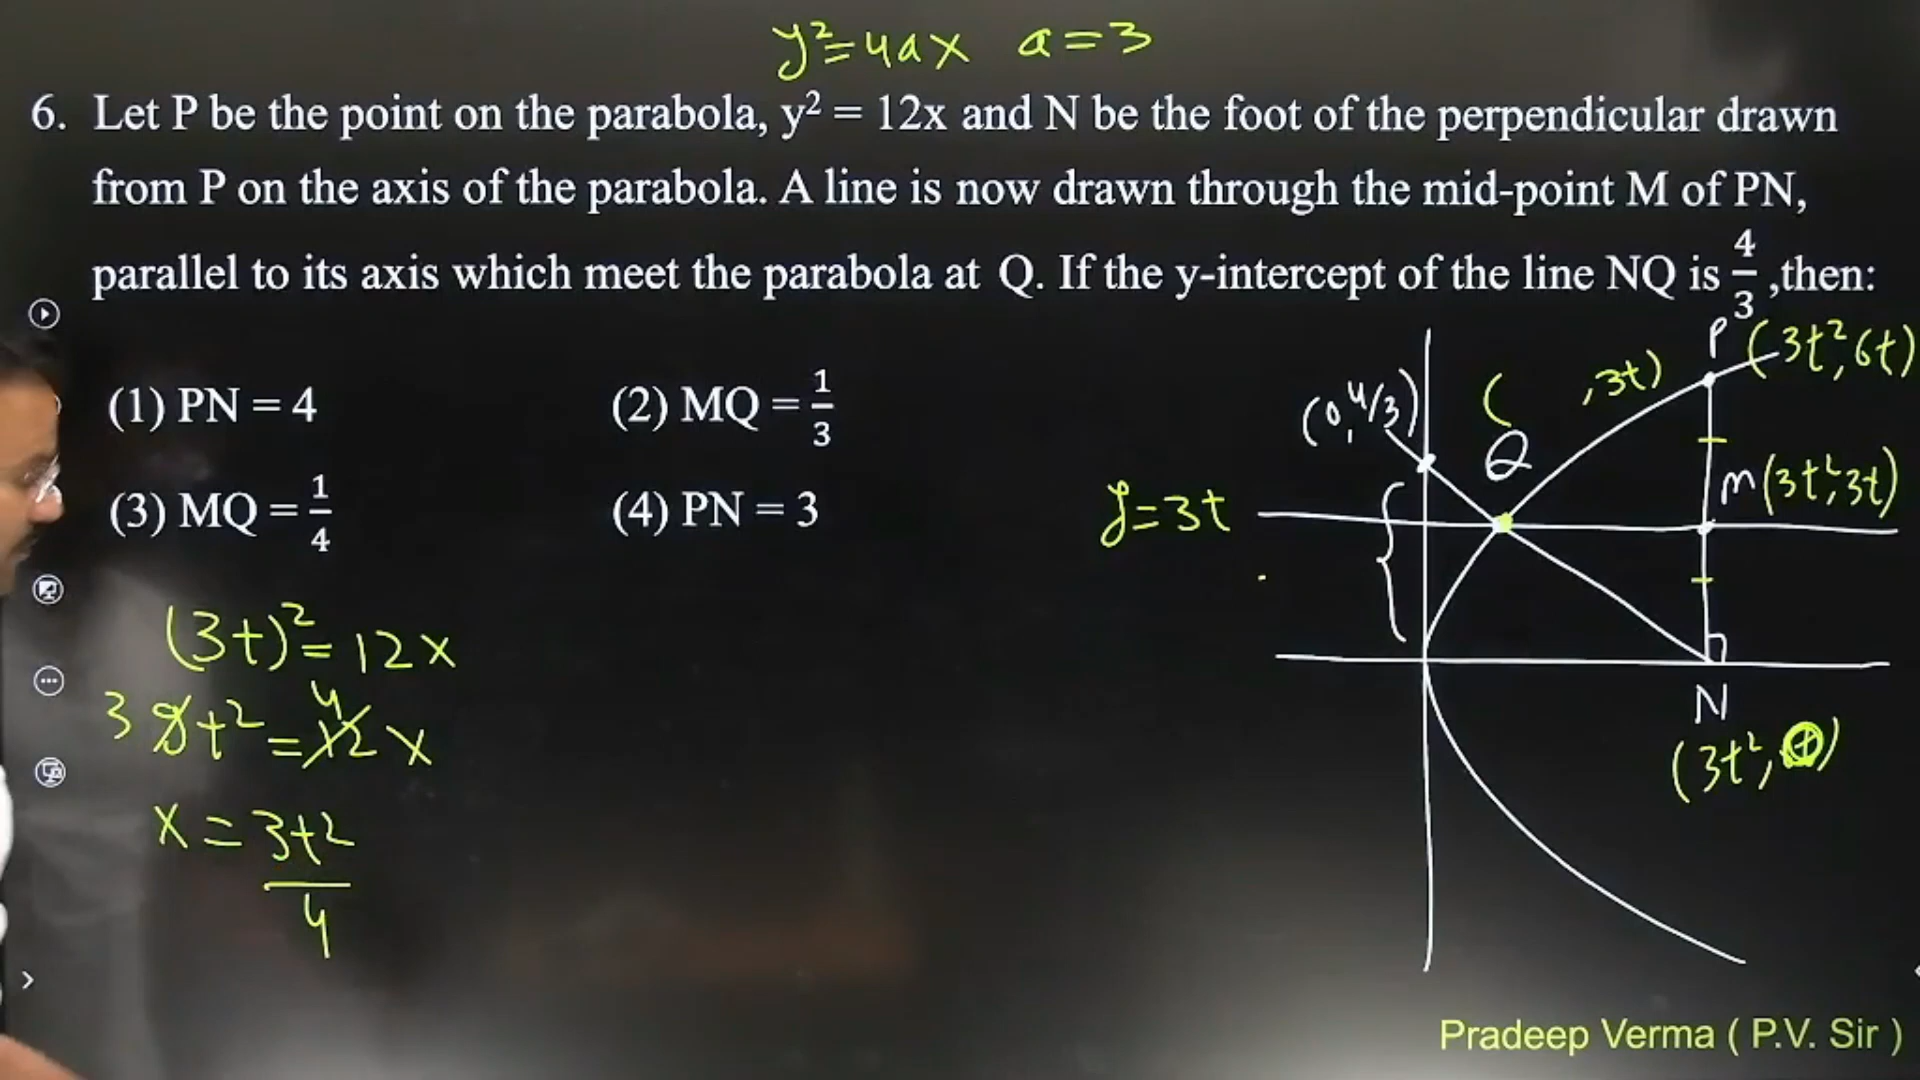 y²=4ax a=3
6. Let P be the point on the parabola, y² = 12x and N be the foot of the perpendicular drawn
from P on the axis of the parabola. A line is now drawn through the mid-point M of PN,
parallel to its axis which meet the parabola at Q. If the y-intercept of the line NQ is 4/3 ,then:
(1) PN = 4
(2) MQ = 1/3
(3) MQ = 1/4
(4) PN = 3
P (3t²,6t)
( ,3t)
(0,4/3)
Q
M(3t²,3t)
y=3t
N
(3t², )
(3t)²=12x
3 9t²=12x 4
x=3t²/4
Pradeep Verma ( P.V. Sir )